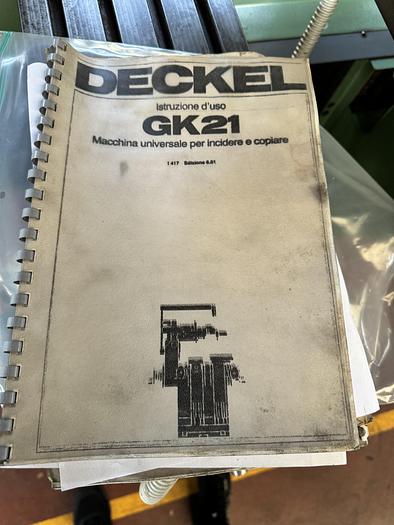 DECKEL
istruzione d'uso
GK21
Macchina universale per incidere e copiare
I 417 Edizione 6.81